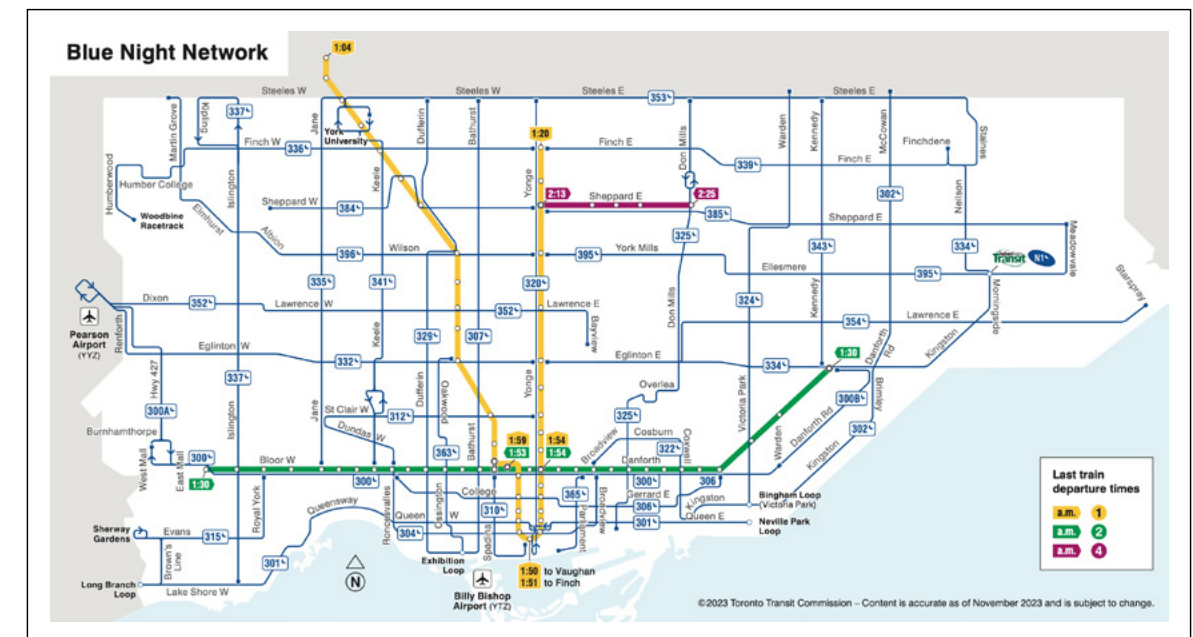 Blue Night Network
1:04
Steeles W
Steeles W
Steeles E
353
Steeles E
Martin Grove
Kipling
337
Jane
York
University
Dufferin
Bathurst
1:20
Don Mills
Warden
Kennedy
McCowan
Staines
Finch W
336
Finch E
339
Finch E
Finchdene
Humberwood
Humber College
Islington
Keele
Yonge
2:13
Sheppard E
2:25
302
Neilson
Woodbine
Racetrack
Elmhurst
Albion
Sheppard W
384
385
Sheppard E
Meadowvale
325
396
Wilson
395
York Mills
343
334
Transit
N1
335
341
320
Ellesmere
395
Starspray
Dixon
352
Lawrence W
352
Lawrence E
324
Kennedy
Morningside
Pearson
Airport
(YYZ)
Renforth
Keele
329
307
Bayview
Don Mills
354
Lawrence E
Eglinton W
332
Eglinton E
334
1:30
Danforth
Rd
Kingston
Hwy 427
337
Dufferin
Oakwood
Yonge
Overlea
Victoria Park
300B
Brimley
300A
Islington
Jane
St Clair W
312
Bathurst
325
Warden
Danforth Rd
302
Burnhamthorpe
Dundas W
1:59
1:53
1:54
1:54
Broadview
Cosburn
322
Coxwell
Kingston
West Mall
East Mall
300
Bloor W
363
Danforth
1:30
300
300
306
Last train
departure times
a.m. 1
a.m. 2
a.m. 4
Royal York
Queensway
Roncesvalles
College
Ossington
310
365
Gerrard E
306
Kingston
Bingham Loop
(Victoria Park)
Sherway
Gardens
Evans
315
Queen W
304
Spadina
Parliament
Broadview
301
Queen E
Neville Park
Loop
Brown's
Line
301
Exhibition
Loop
1:50 to Vaughan
1:51 to Finch
Long Branch
Loop
Lake Shore W
N
Billy Bishop
Airport (YTZ)
©2023 Toronto Transit Commission – Content is accurate as of November 2023 and is subject to change.